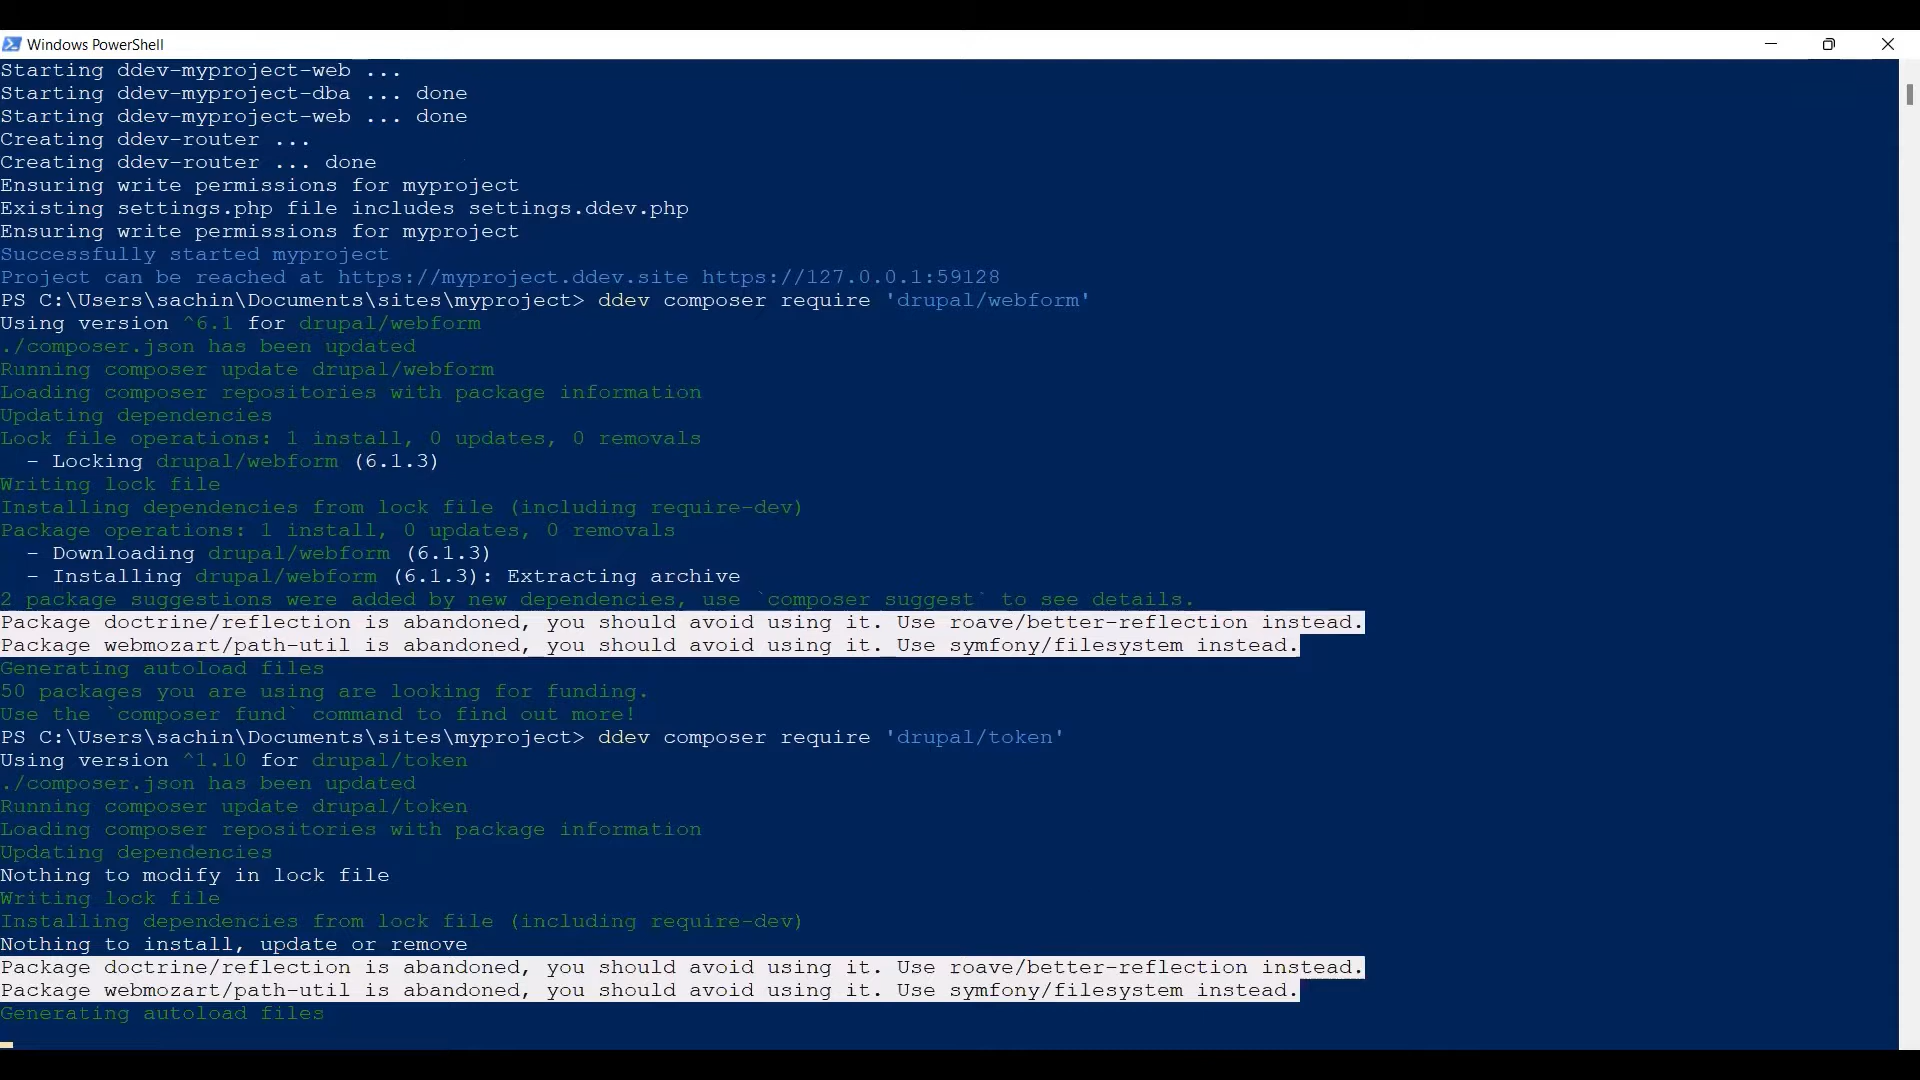 Windows PowerShell
Starting ddev-myproject-web ...
Starting ddev-myproject-dba ... done
Starting ddev-myproject-web ... done
Creating ddev-router ...
Creating ddev-router ... done
Ensuring write permissions for myproject
Existing settings.php file includes settings.ddev.php
Ensuring write permissions for myproject
Successfully started myproject
Project can be reached at https://myproject.ddev.site https://127.0.0.1:59128
PS C:\Users\sachin\Documents\sites\myproject> ddev composer require 'drupal/webform'
Using version ^6.1 for drupal/webform
./composer.json has been updated
Running composer update drupal/webform
Loading composer repositories with package information
Updating dependencies
Lock file operations: 1 install, 0 updates, 0 removals
- Locking drupal/webform (6.1.3)
Writing lock file
Installing dependencies from lock file (including require-dev)
Package operations: 1 install, 0 updates, 0 removals
- Downloading drupal/webform (6.1.3)
- Installing drupal/webform (6.1.3): Extracting archive
2 package suggestions were added by new dependencies, use `composer suggest` to see details.
Package doctrine/reflection is abandoned, you should avoid using it. Use roave/better-reflection instead.
Package webmozart/path-util is abandoned, you should avoid using it. Use symfony/filesystem instead.
Generating autoload files
50 packages you are using are looking for funding.
Use the `composer fund` command to find out more!
PS C:\Users\sachin\Documents\sites\myproject> ddev composer require 'drupal/token'
Using version ^1.10 for drupal/token
./composer.json has been updated
Running composer update drupal/token
Loading composer repositories with package information
Updating dependencies
Nothing to modify in lock file
Writing lock file
Installing dependencies from lock file (including require-dev)
Nothing to install, update or remove
Package doctrine/reflection is abandoned, you should avoid using it. Use roave/better-reflection instead.
Package webmozart/path-util is abandoned, you should avoid using it. Use symfony/filesystem instead.
Generating autoload files